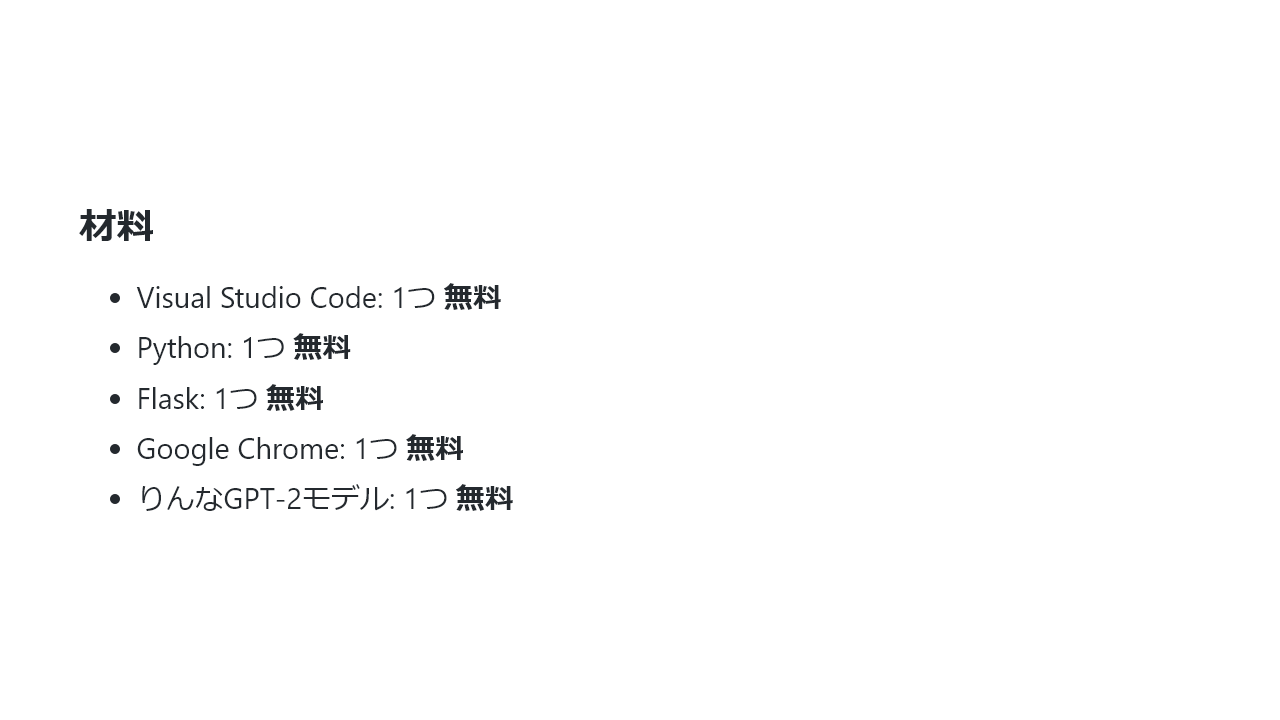 材料
Visual Studio Code: 1つ 無料
Python: 1つ 無料
Flask: 1つ 無料
Google Chrome: 1つ 無料
りんなGPT-2モデル: 1つ 無料